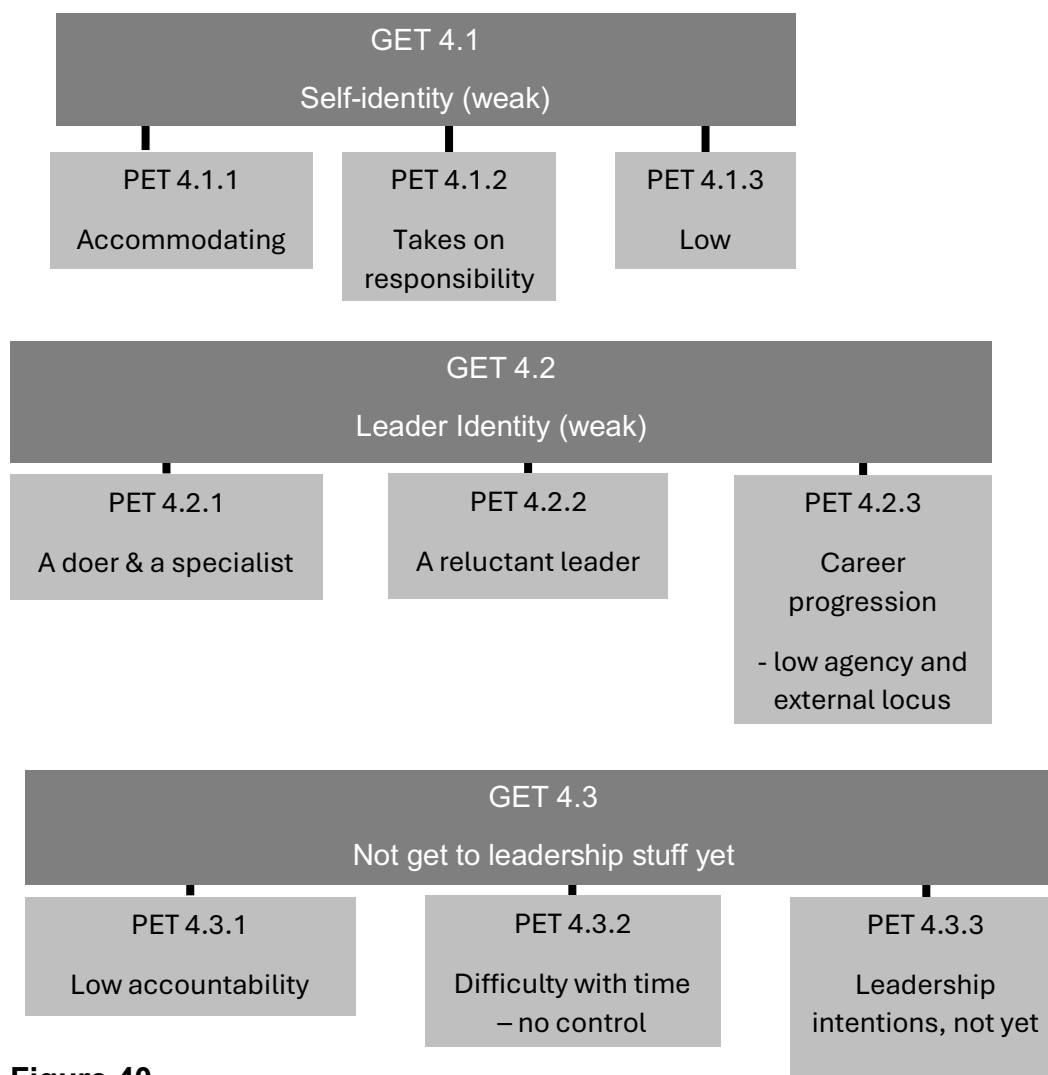 GET 4.1
Self-identity (weak)
PET 4.1.1
Accommodating
PET 4.1.2
Takes on
responsibility
PET 4.1.3
Low
GET 4.2
Leader Identity (weak)
PET 4.2.1
A doer & a specialist
PET 4.2.2
A reluctant leader
PET 4.2.3
Career
progression
- low agency and
external locus
GET 4.3
Not get to leadership stuff yet
PET 4.3.1
Low accountability
PET 4.3.2
Difficulty with time
– no control
PET 4.3.3
Leadership
intentions, not yet
Figure 40